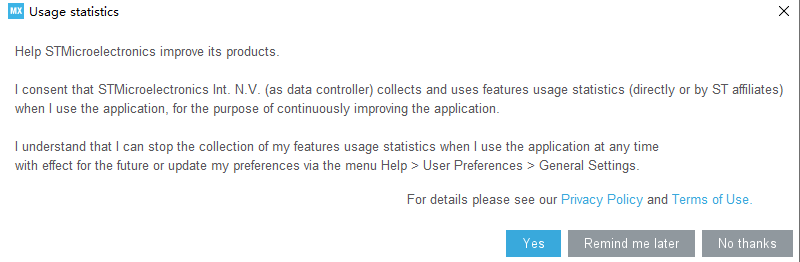 MX Usage statistics
Help STMicroelectronics improve its products.
I consent that STMicroelectronics Int. N.V. (as data controller) collects and uses features usage statistics (directly or by ST affiliates)
when I use the application, for the purpose of continuously improving the application.
I understand that I can stop the collection of my features usage statistics when I use the application at any time
with effect for the future or update my preferences via the menu Help > User Preferences > General Settings.
For details please see our Privacy Policy and Terms of Use.
Yes Remind me later No thanks